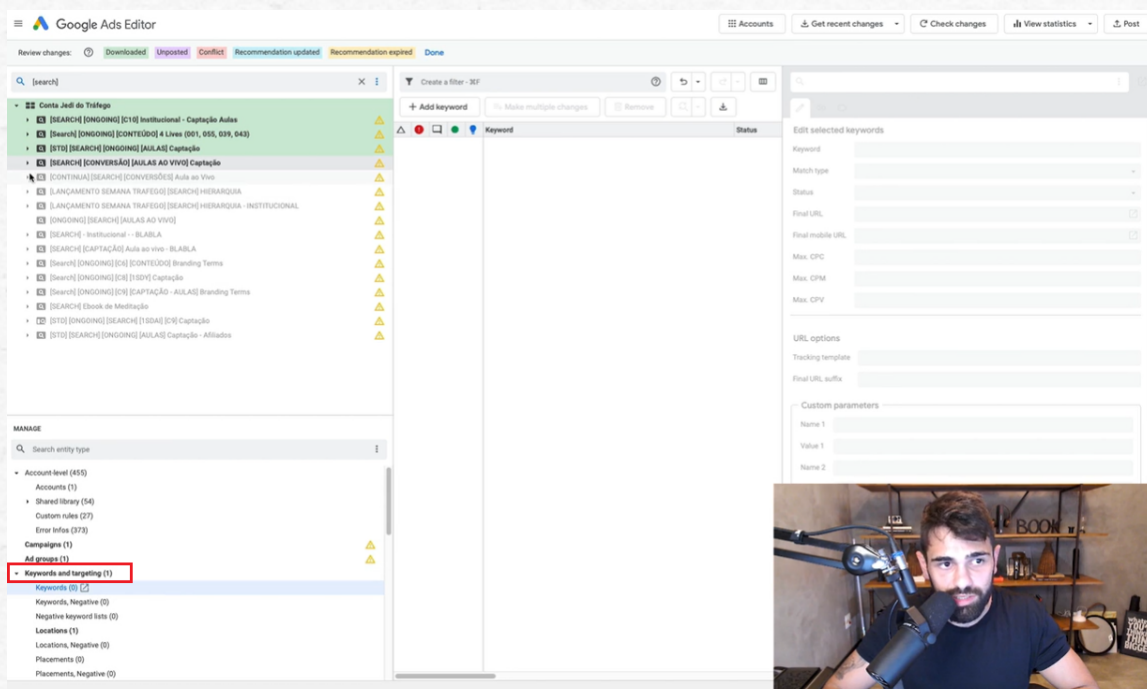 Google Ads Editor
Accounts
Get recent changes
Check changes
View statistics
Post
Review changes:
Downloaded
Unposted
Conflict
Recommendation updated
Recommendation expired
Done
[search]
Conta Jedi do Tráfego
[SEARCH] [ONGOING] [C10] Institucional - Captação Aulas
[Search] [ONGOING] [CONTEÚDO] 4 Lives (001, 055, 039, 043)
[STD] [SEARCH] [ONGOING] [AULAS] Captação
[SEARCH] [CONVERSÃO] [AULAS AO VIVO] Captação
[CONTINUA] [SEARCH] [CONVERSÕES] Aula ao Vivo
[LANÇAMENTO SEMANA TRAFEGO] [SEARCH] HIERARQUIA
[LANÇAMENTO SEMANA TRAFEGO] [SEARCH] HIERARQUIA - INSTITUCIONAL
[ONGOING] [SEARCH] [AULAS AO VIVO]
[SEARCH] - Institucional - - BLABLA
[SEARCH] [CAPTAÇÃO] Aula ao vivo - BLABLA
[Search] [ONGOING] [C6] [CONTEÚDO] Branding Terms
[Search] [ONGOING] [C8] [1SDY] Captação
[Search] [ONGOING] [C9] [CAPTAÇÃO - AULAS] Branding Terms
[SEARCH] Ebook de Meditação
[STD] [ONGOING] [SEARCH] [1SDAI] [C9] Captação
[STD] [SEARCH] [ONGOING] [AULAS] Captação - Afiliados
MANAGE
Search entity type
Account-level (455)
Accounts (1)
Shared library (54)
Custom rules (27)
Error Infos (373)
Campaigns (1)
Ad groups (1)
Keywords and targeting (1)
Keywords (0)
Keywords, Negative (0)
Negative keyword lists (0)
Locations (1)
Locations, Negative (0)
Placements (0)
Placements, Negative (0)
Create a filter - ⌘F
Add keyword
Make multiple changes
Remove
Keyword
Status
Edit selected keywords
Keyword
Match type
Status
Final URL
Final mobile URL
Max. CPC
Max. CPM
Max. CPV
URL options
Tracking template
Final URL suffix
Custom parameters
Name 1
Value 1
Name 2
BOOK
THINK
BIGGER